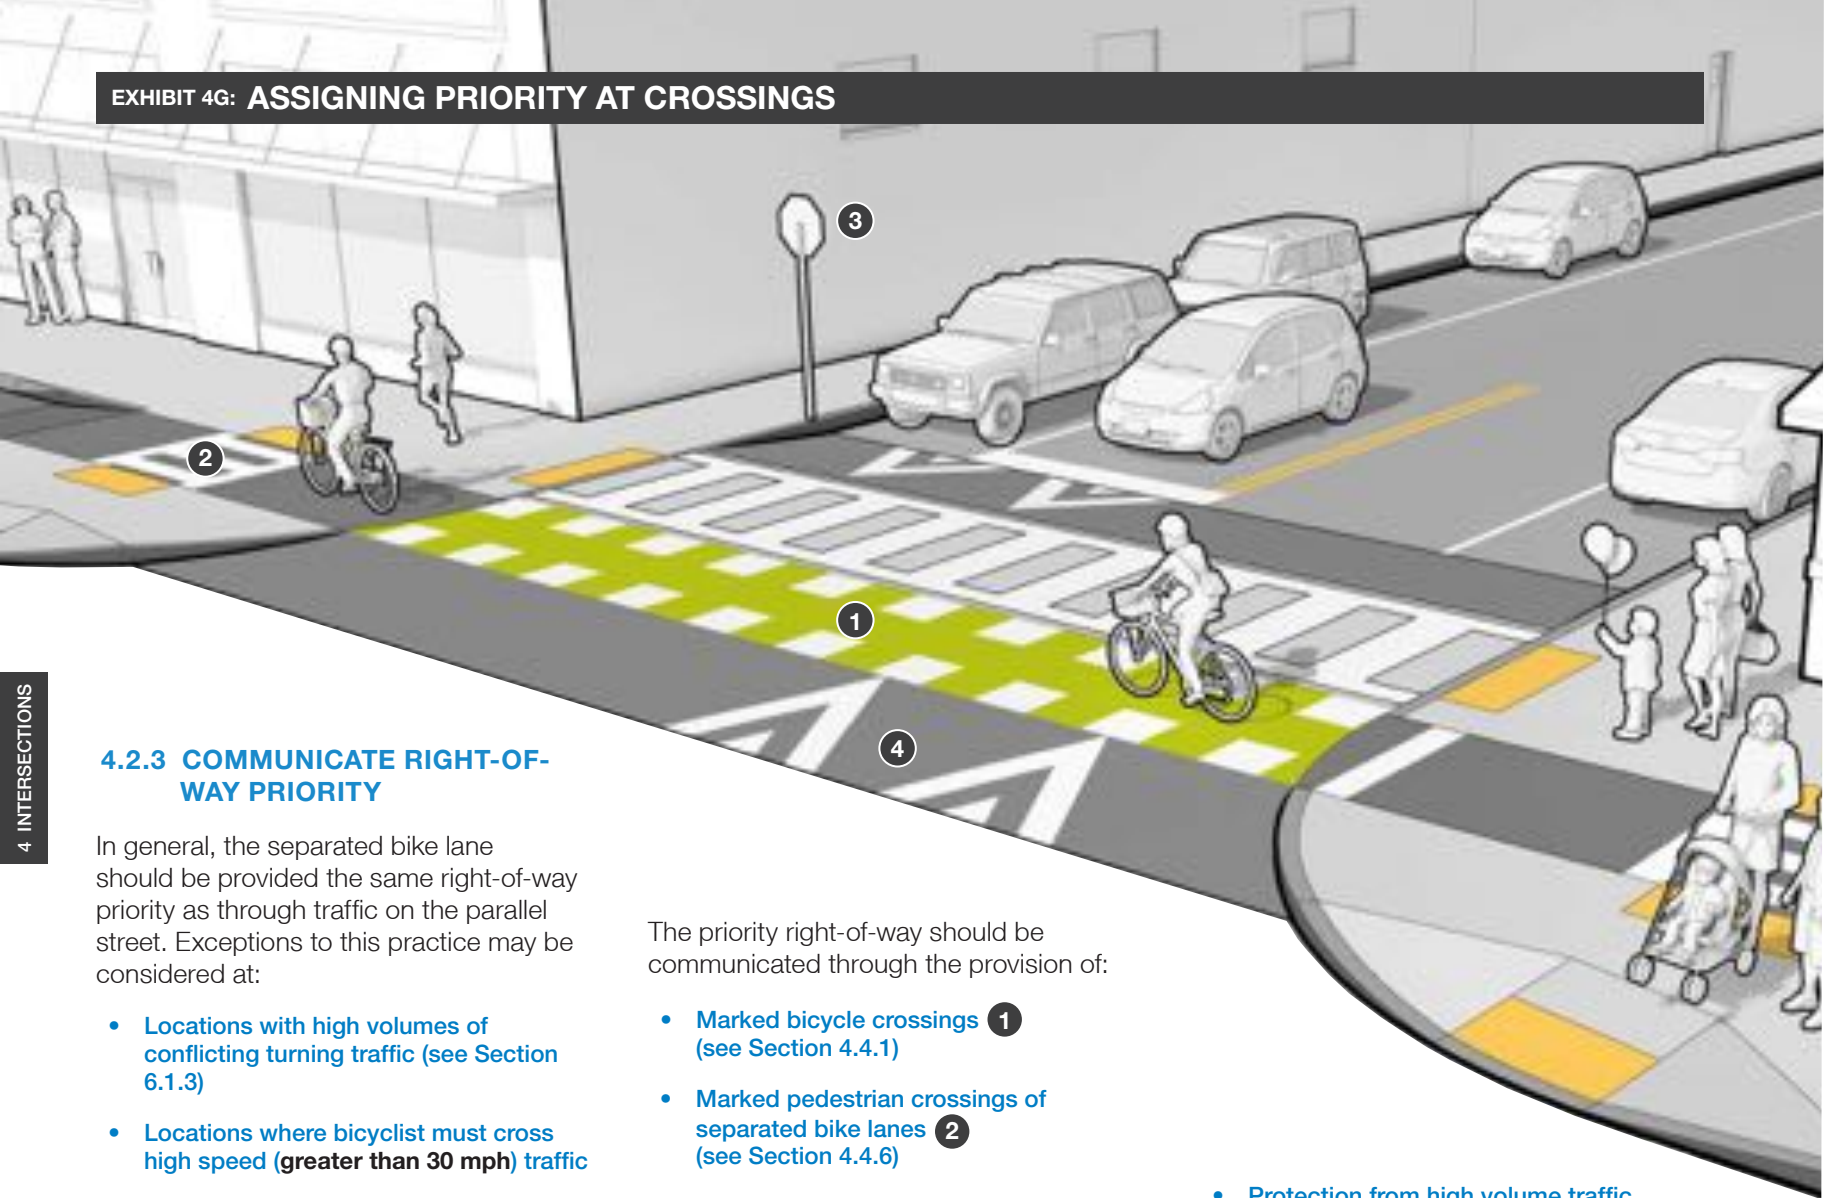 EXHIBIT 4G: ASSIGNING PRIORITY AT CROSSINGS
3
2
1
4
4 INTERSECTIONS
4.2.3 COMMUNICATE RIGHT-OF-
WAY PRIORITY
In general, the separated bike lane
should be provided the same right-of-way
priority as through traffic on the parallel
street. Exceptions to this practice may be
considered at:
• Locations with high volumes of
conflicting turning traffic (see Section
6.1.3)
• Locations where bicyclist must cross
high speed (greater than 30 mph) traffic
The priority right-of-way should be
communicated through the provision of:
• Marked bicycle crossings 1
(see Section 4.4.1)
• Marked pedestrian crossings of
separated bike lanes 2
(see Section 4.4.6)
• Protection from high volume traffic